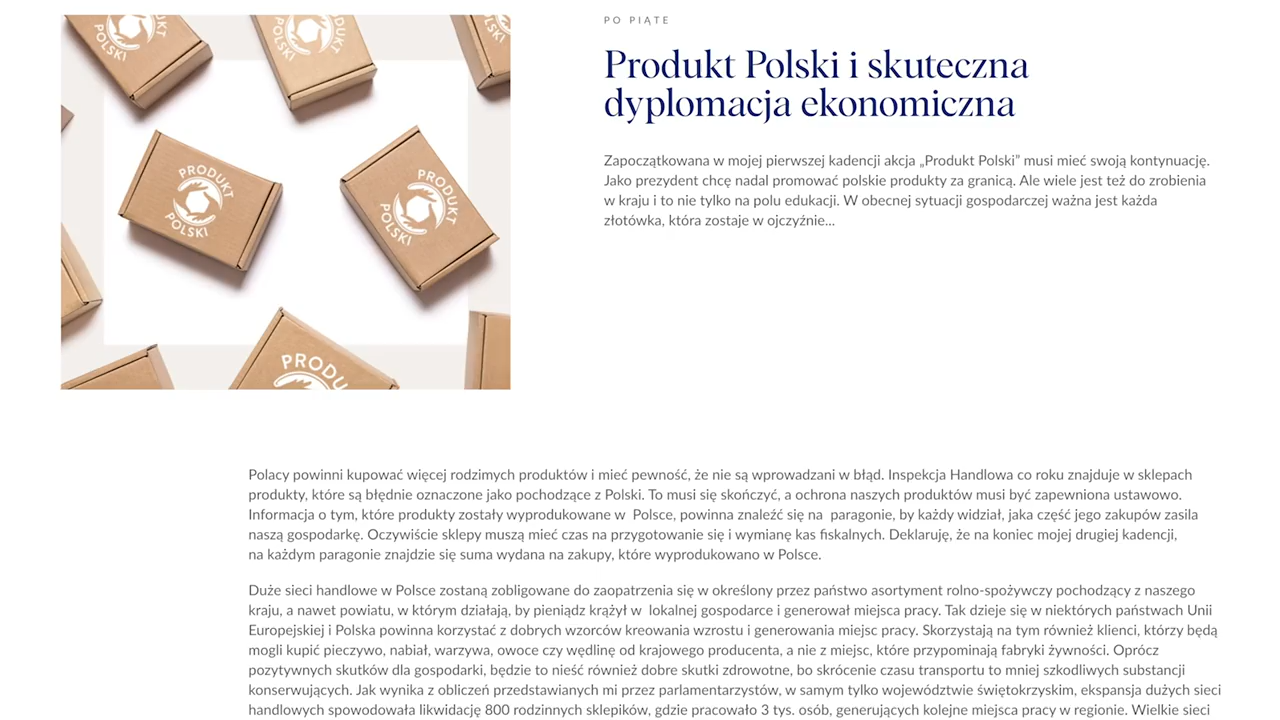 PRODUKT
POLSKI
PRODUKT
POLSKI
PO PIĄTE
Produkt Polski i skuteczna
dyplomacja ekonomiczna
Zapoczątkowana w mojej pierwszej kadencji akcja „Produkt Polski” musi mieć swoją kontynuację.
Jako prezydent chcę nadal promować polskie produkty za granicą. Ale wiele jest też do zrobienia
w kraju i to nie tylko na polu edukacji. W obecnej sytuacji gospodarczej ważna jest każda
złotówka, która zostaje w ojczyźnie...
PRODUKT
POLSKI
PRODUKT
POLSKI
PRODU
Polacy powinni kupować więcej rodzimych produktów i mieć pewność, że nie są wprowadzani w błąd. Inspekcja Handlowa co roku znajduje w sklepach
produkty, które są błędnie oznaczone jako pochodzące z Polski. To musi się skończyć, a ochrona naszych produktów musi być zapewniona ustawowo.
Informacja o tym, które produkty zostały wyprodukowane w Polsce, powinna znaleźć się na paragonie, by każdy widział, jaka część jego zakupów zasila
naszą gospodarkę. Oczywiście sklepy muszą mieć czas na przygotowanie się i wymianę kas fiskalnych. Deklaruję, że na koniec mojej drugiej kadencji,
na każdym paragonie znajdzie się suma wydana na zakupy, które wyprodukowano w Polsce.
Duże sieci handlowe w Polsce zostaną zobligowane do zaopatrzenia się w określony przez państwo asortyment rolno-spożywczy pochodzący z naszego
kraju, a nawet powiatu, w którym działają, by pieniądz krążył w lokalnej gospodarce i generował miejsca pracy. Tak dzieje się w niektórych państwach Unii
Europejskiej i Polska powinna korzystać z dobrych wzorców kreowania wzrostu i generowania miejsc pracy. Skorzystają na tym również klienci, którzy będą
mogli kupić pieczywo, nabiał, warzywa, owoce czy wędlinę od krajowego producenta, a nie z miejsc, które przypominają fabryki żywności. Oprócz
pozytywnych skutków dla gospodarki, będzie to nieść również dobre skutki zdrowotne, bo skrócenie czasu transportu to mniej szkodliwych substancji
konserwujących. Jak wynika z obliczeń przedstawianych mi przez parlamentarzystów, w samym tylko województwie świętokrzyskim, ekspansja dużych sieci
handlowych spowodowała likwidację 800 rodzinnych sklepików, gdzie pracowało 3 tys. osób, generujących kolejne miejsca pracy w regionie. Wielkie sieci